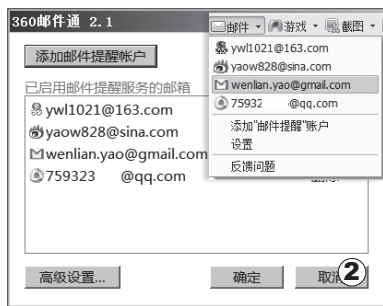 360邮件通 2.1
邮件 游戏 截图
添加邮件提醒帐户
已启用邮件提醒服务的邮箱
ywl1021@163.com
yaow828@sina.com
wenlian.yao@gmail.com
759323 @qq.com
ywl1021@163.com
yaow828@sina.com
wenlian.yao@gmail.com
75932 @qq.com
添加"邮件提醒"账户
设置
反馈问题
高级设置... 确定 取消
2